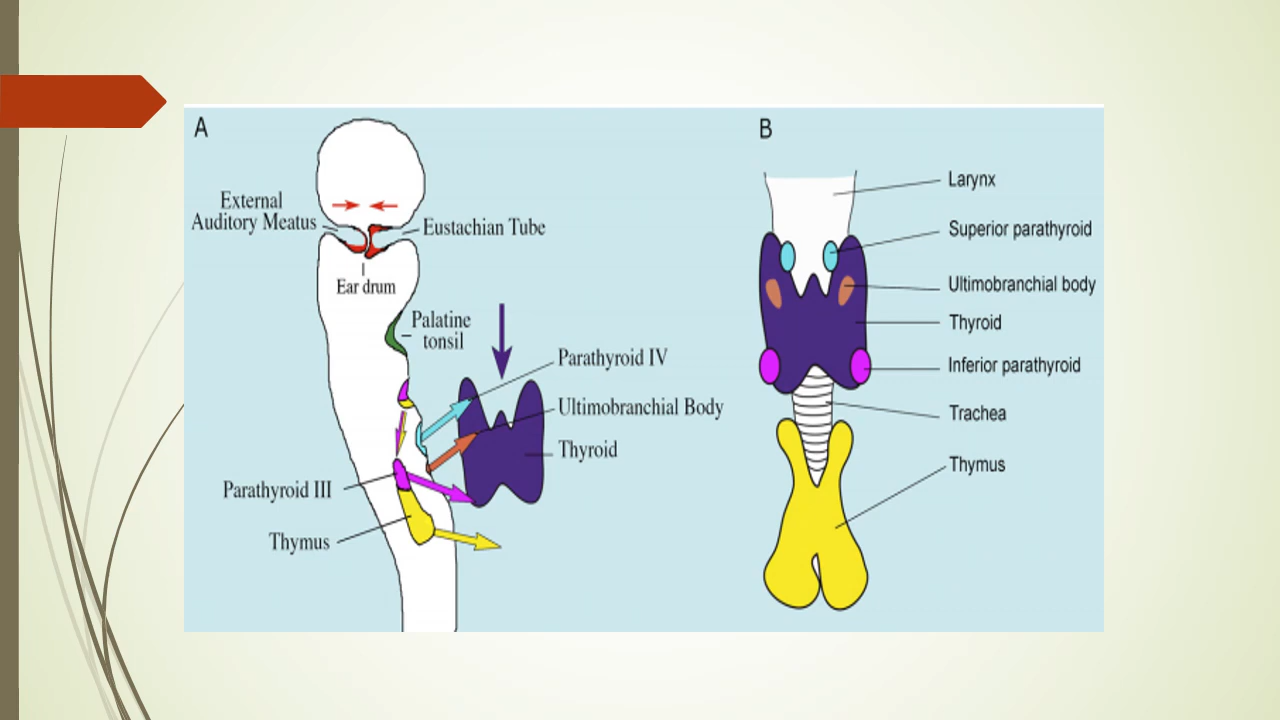 A
External
Auditory Meatus
Eustachian Tube
Ear drum
Palatine
tonsil
Parathyroid IV
Ultimobranchial Body
Thyroid
Parathyroid III
Thymus
B
Larynx
Superior parathyroid
Ultimobranchial body
Thyroid
Inferior parathyroid
Trachea
Thymus